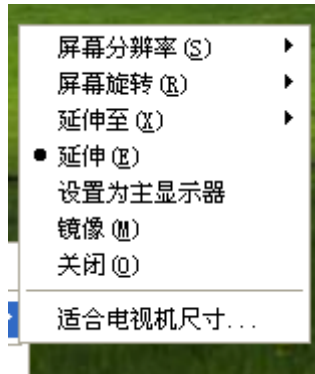 屏幕分辨率(S)
屏幕旋转(R)
延伸至(X)
延伸(E)
设置为主显示器
镜像(M)
关闭(O)
适合电视机尺寸...